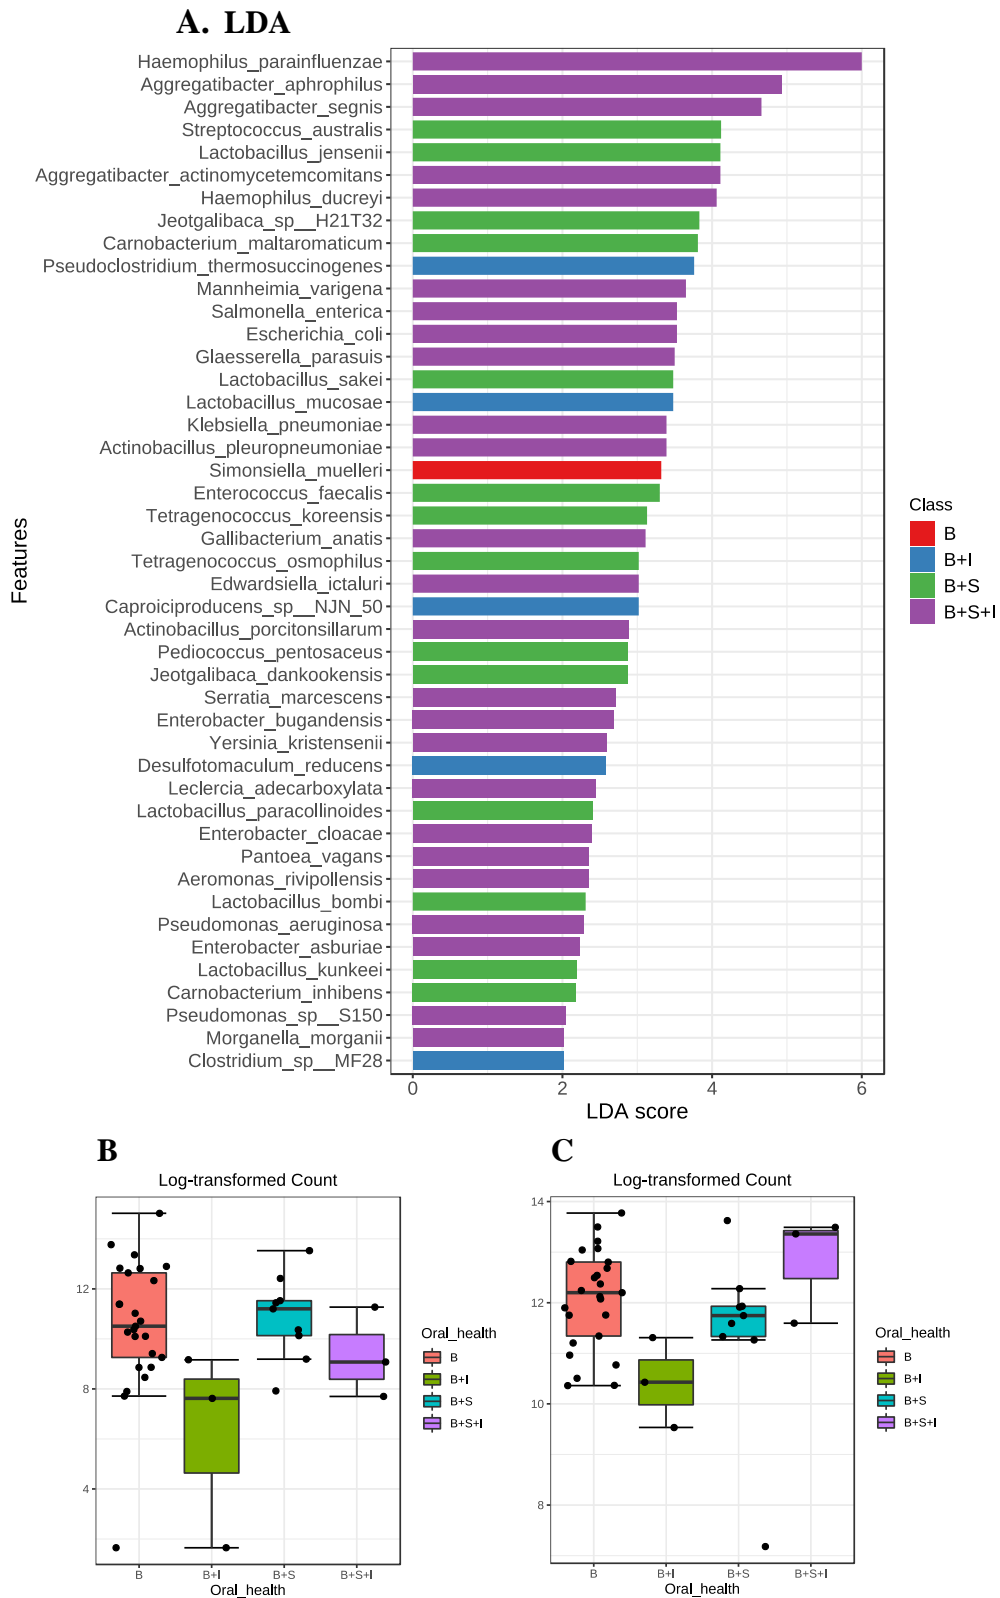 A. LDA
Features
Haemophilus_parainfluenzae
Aggregatibacter_aphrophilus
Aggregatibacter_segnis
Streptococcus_australis
Lactobacillus_jensenii
Aggregatibacter_actinomycetemcomitans
Haemophilus_ducreyi
Jeotgalibaca_sp__H21T32
Carnobacterium_maltaromaticum
Pseudoclostridium_thermosuccinogenes
Mannheimia_varigena
Salmonella_enterica
Escherichia_coli
Glaesserella_parasuis
Lactobacillus_sakei
Lactobacillus_mucosae
Klebsiella_pneumoniae
Actinobacillus_pleuropneumoniae
Simonsiella_muelleri
Enterococcus_faecalis
Tetragenococcus_koreensis
Gallibacterium_anatis
Tetragenococcus_osmophilus
Edwardsiella_ictaluri
Caproiciproducens_sp__NJN_50
Actinobacillus_porcitonsillarum
Pediococcus_pentosaceus
Jeotgalibaca_dankookensis
Serratia_marcescens
Enterobacter_bugandensis
Yersinia_kristensenii
Desulfotomaculum_reducens
Leclercia_adecarboxylata
Lactobacillus_paracollinoides
Enterobacter_cloacae
Pantoea_vagans
Aeromonas_rivipollensis
Lactobacillus_bombi
Pseudomonas_aeruginosa
Enterobacter_asburiae
Lactobacillus_kunkeei
Carnobacterium_inhibens
Pseudomonas_sp__S150
Morganella_morganii
Clostridium_sp__MF28
0 2 4 6
LDA score
Class
B
B+I
B+S
B+S+I
B
Log-transformed Count
12
8
4
B B+I B+S B+S+I
Oral_health
Oral_health
B
B+I
B+S
B+S+I
C
Log-transformed Count
14
12
10
8
B B+I B+S B+S+I
Oral_health
Oral_health
B
B+I
B+S
B+S+I